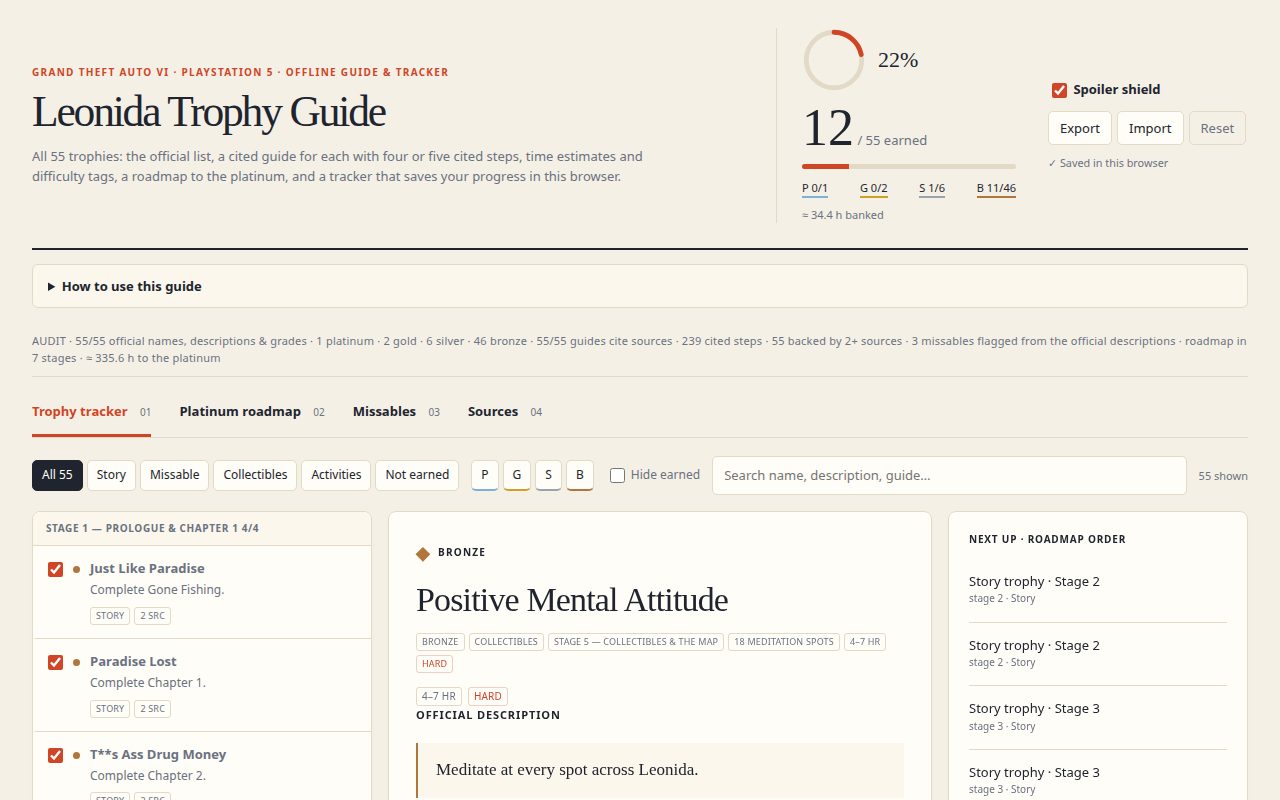 GRAND THEFT AUTO VI · PLAYSTATION 5 · OFFLINE GUIDE & TRACKER
Leonida Trophy Guide
All 55 trophies: the official list, a cited guide for each with four or five cited steps, time estimates and
difficulty tags, a roadmap to the platinum, and a tracker that saves your progress in this browser.
22%
12 / 55 earned
P 0/1 G 0/2 S 1/6 B 11/46
≈ 34.4 h banked
Spoiler shield
Export Import Reset
✓ Saved in this browser
▶ How to use this guide
AUDIT · 55/55 official names, descriptions & grades · 1 platinum · 2 gold · 6 silver · 46 bronze · 55/55 guides cite sources · 239 cited steps · 55 backed by 2+ sources · 3 missables flagged from the official descriptions · roadmap in
7 stages · ≈ 335.6 h to the platinum
Trophy tracker 01 Platinum roadmap 02 Missables 03 Sources 04
All 55 Story Missable Collectibles Activities Not earned P G S B Hide earned Search name, description, guide... 55 shown
STAGE 1 — PROLOGUE & CHAPTER 1 4/4
Just Like Paradise
Complete Gone Fishing.
STORY 2 SRC
Paradise Lost
Complete Chapter 1.
STORY 2 SRC
T**s Ass Drug Money
Complete Chapter 2.
STORY 2 SRC
BRONZE
Positive Mental Attitude
BRONZE COLLECTIBLES STAGE 5 — COLLECTIBLES & THE MAP 18 MEDITATION SPOTS 4–7 HR
HARD
4–7 HR HARD
OFFICIAL DESCRIPTION
Meditate at every spot across Leonida.
NEXT UP · ROADMAP ORDER
Story trophy · Stage 2
stage 2 · Story
Story trophy · Stage 2
stage 2 · Story
Story trophy · Stage 3
stage 3 · Story
Story trophy · Stage 3
stage 3 · Story